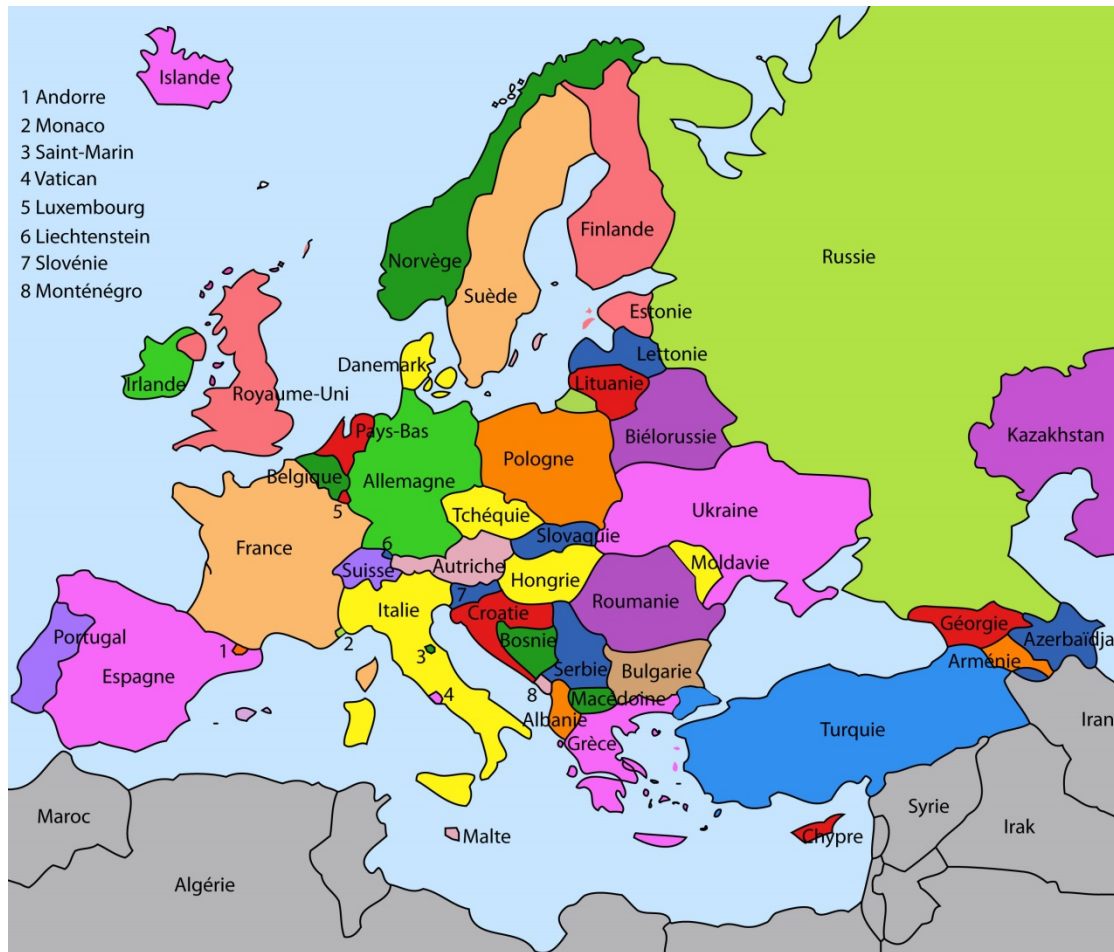 Islande
1 Andorre
2 Monaco
3 Saint-Marin
4 Vatican
5 Luxembourg
6 Liechtenstein
7 Slovénie
8 Monténégro
Norvège
Suède
Finlande
Russie
Estonie
Lettonie
Lituanie
Danemark
Irlande
Royaume-Uni
Pays-Bas
Belgique
Allemagne
Pologne
Biélorussie
Kazakhstan
5
Tchéquie
Ukraine
France
6
Suisse
Autriche
Slovaquie
Hongrie
Moldavie
7
Italie
Croatie
Roumanie
Portugal
Espagne
1
2
3
4
Bosnie
Serbie
Bulgarie
8
Macédoine
Albanie
Grèce
Géorgie
Azerbaïdja
Arménie
Turquie
Iran
Maroc
Algérie
Malte
Chypre
Syrie
Irak